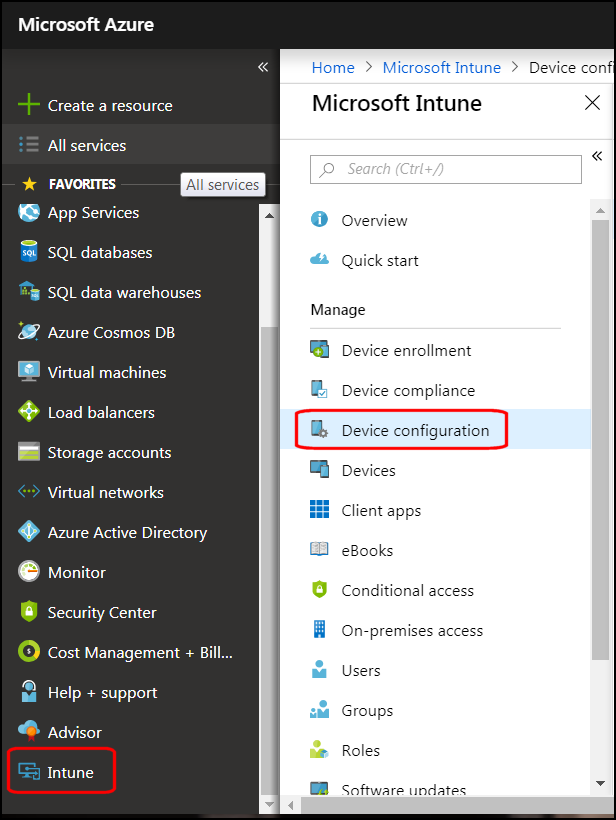 Microsoft Azure
Create a resource
All services
FAVORITES
All services
App Services
SQL databases
SQL data warehouses
Azure Cosmos DB
Virtual machines
Load balancers
Storage accounts
Virtual networks
Azure Active Directory
Monitor
Security Center
Cost Management + Bill...
Help + support
Advisor
Intune
Home > Microsoft Intune > Device confi
Microsoft Intune
Search (Ctrl+/)
Overview
Quick start
Manage
Device enrollment
Device compliance
Device configuration
Devices
Client apps
eBooks
Conditional access
On-premises access
Users
Groups
Roles
Software updates